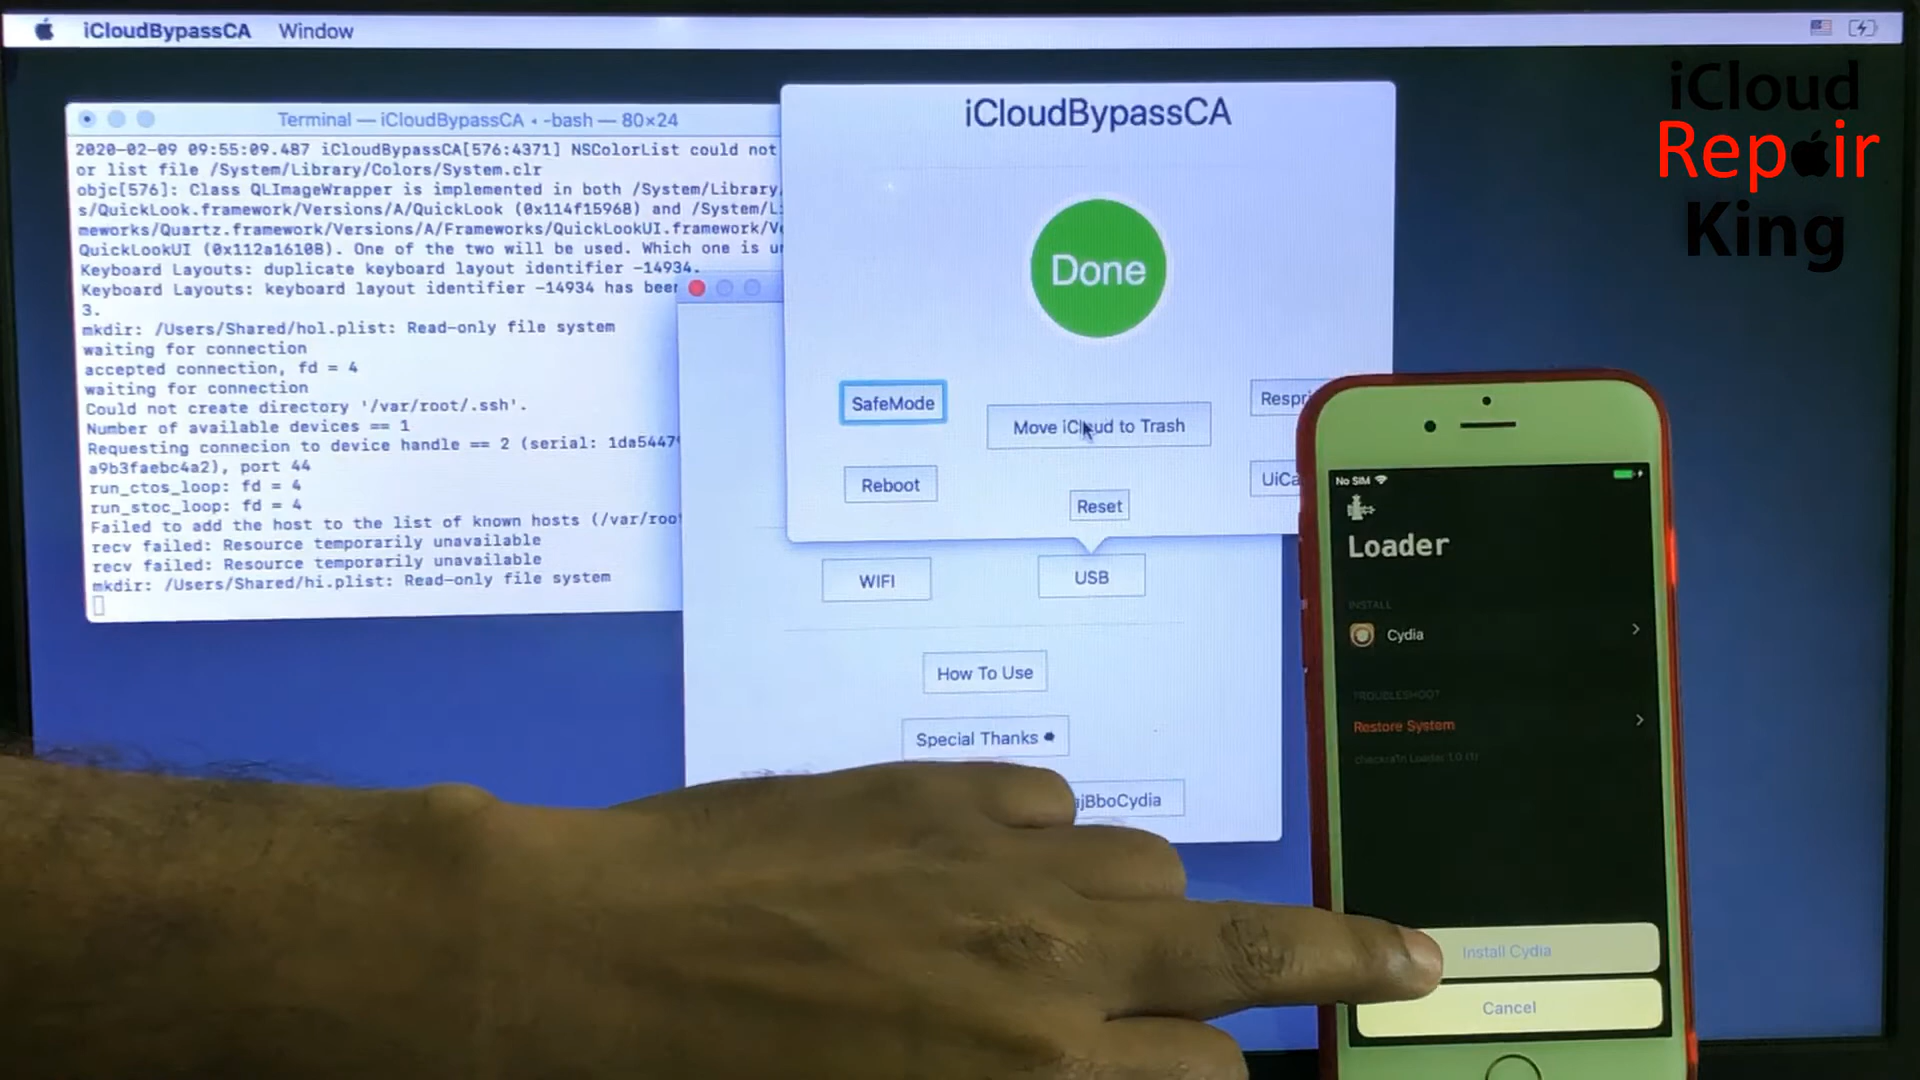 iCloudBypassCA Window
iCloud
Repair
King
Terminal — iCloudBypassCA ◂ -bash — 80×24
2020-02-09 09:55:09.487 iCloudBypassCA[576:4371] NSColorList could not
or list file /System/Library/Colors/System.clr
objc[576]: Class QLImageWrapper is implemented in both /System/Library/
s/QuickLook.framework/Versions/A/QuickLook (0x114f15968) and /System/L
meworks/Quartz.framework/Versions/A/Frameworks/QuickLookUI.framework/V
QuickLookUI (0x112a16108). One of the two will be used. Which one is u
Keyboard Layouts: duplicate keyboard layout identifier -14934.
Keyboard Layouts: keyboard layout identifier -14934 has been
3.
mkdir: /Users/Shared/hol.plist: Read-only file system
waiting for connection
accepted connection, fd = 4
waiting for connection
Could not create directory '/var/root/.ssh'.
Number of available devices == 1
Requesting connecion to device handle == 2 (serial: 1da5447
a9b3faebc4a2), port 44
run_ctos_loop: fd = 4
run_stoc_loop: fd = 4
Failed to add the host to the list of known hosts (/var/roo
recv failed: Resource temporarily unavailable
recv failed: Resource temporarily unavailable
mkdir: /Users/Shared/hi.plist: Read-only file system
iCloudBypassCA
Done
SafeMode
Move iCloud to Trash
Respri
Reboot
Reset
UiCa
WIFI
USB
How To Use
Special Thanks
jBboCydia
No SIM
Loader
INSTALL
Cydia
TROUBLESHOOT
Restore System
checkra1n Loader 1.0 (1)
Install Cydia
Cancel